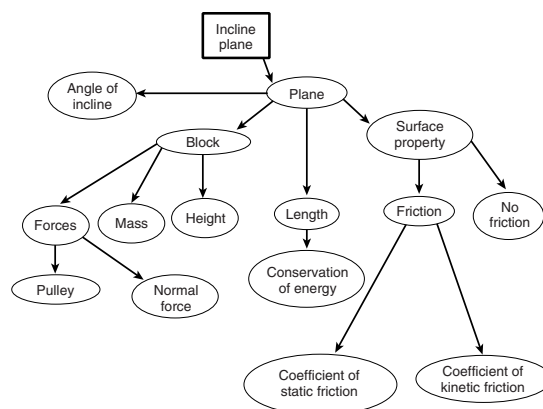 Incline
plane
Angle of
incline
Plane
Surface
property
Block
Forces
Mass
Height
Length
Friction
No
friction
Pulley
Normal
force
Conservation
of energy
Coefficient of
static friction
Coefficient of
kinetic friction